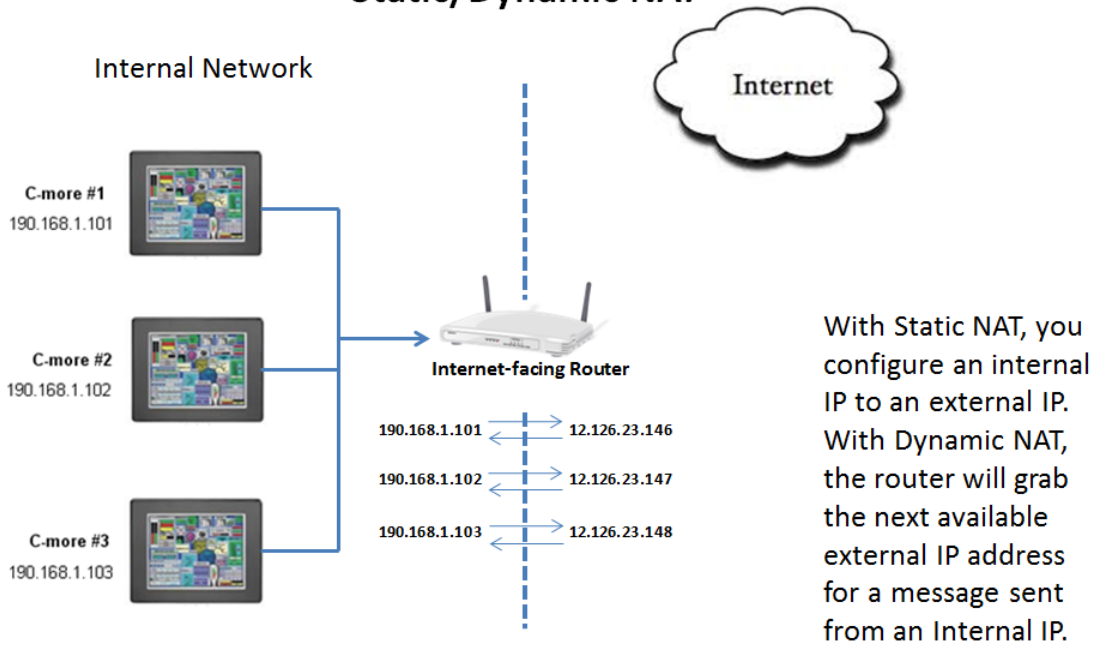 Static/Dynamic NAT
Internal Network
Internet
C-more #1
190.168.1.101
C-more #2
190.168.1.102
C-more #3
190.168.1.103
Internet-facing Router
190.168.1.101 12.126.23.146
190.168.1.102 12.126.23.147
190.168.1.103 12.126.23.148
With Static NAT, you
configure an internal
IP to an external IP.
With Dynamic NAT,
the router will grab
the next available
external IP address
for a message sent
from an Internal IP.